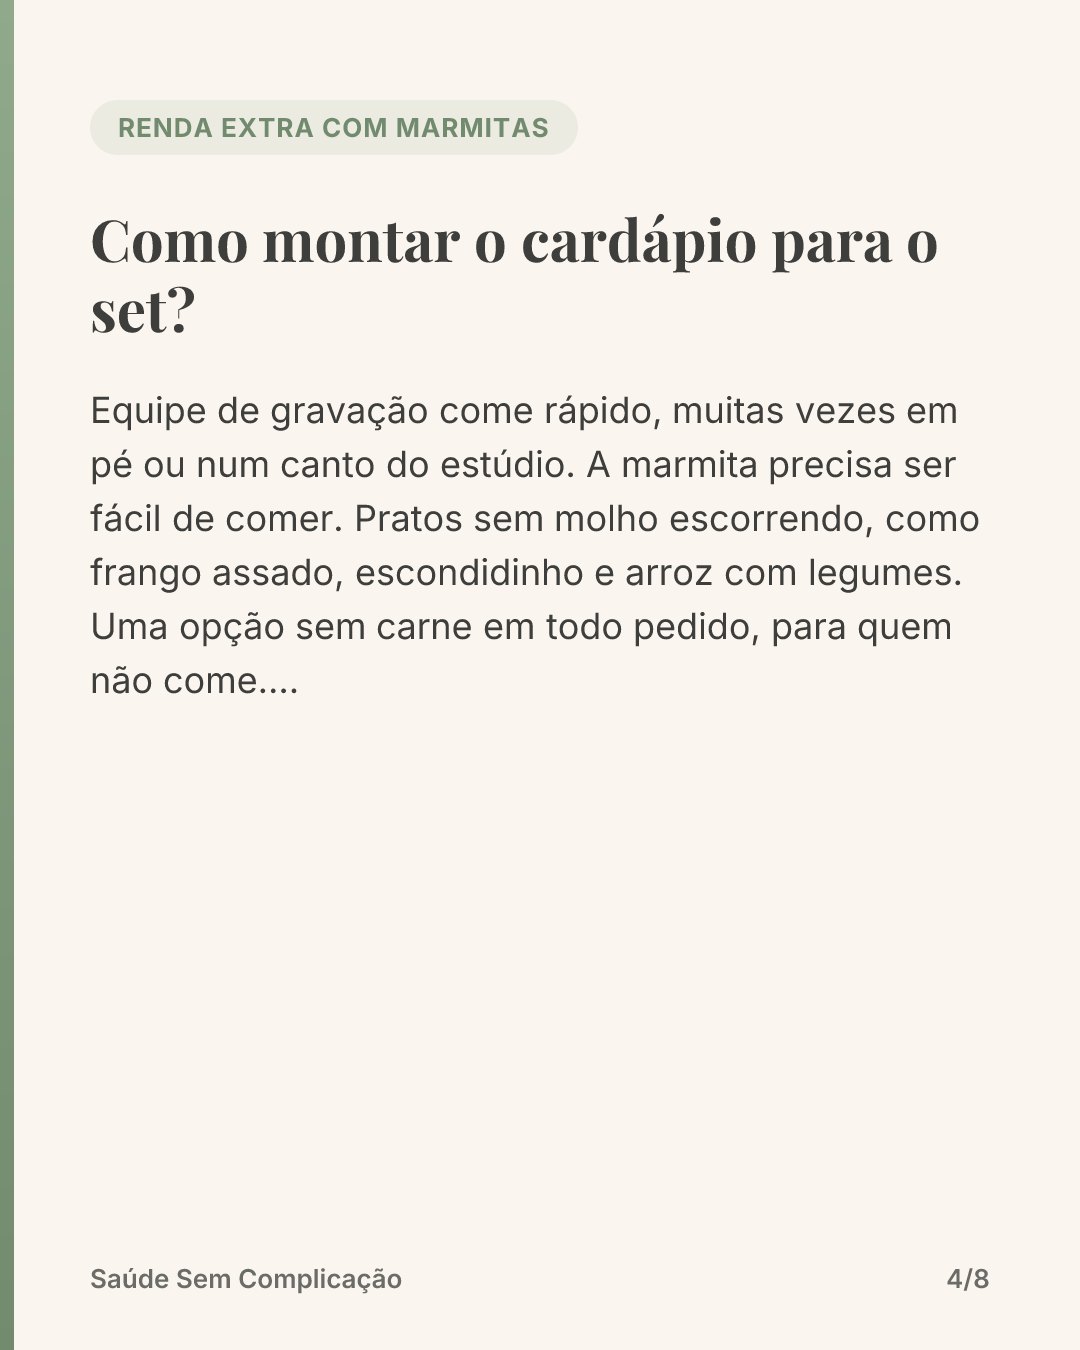 RENDA EXTRA COM MARMITAS
Como montar o cardápio para o
set?
Equipe de gravação come rápido, muitas vezes em
pé ou num canto do estúdio. A marmita precisa ser
fácil de comer. Pratos sem molho escorrendo, como
frango assado, escondidinho e arroz com legumes.
Uma opção sem carne em todo pedido, para quem
não come....
Saúde Sem Complicação
4/8